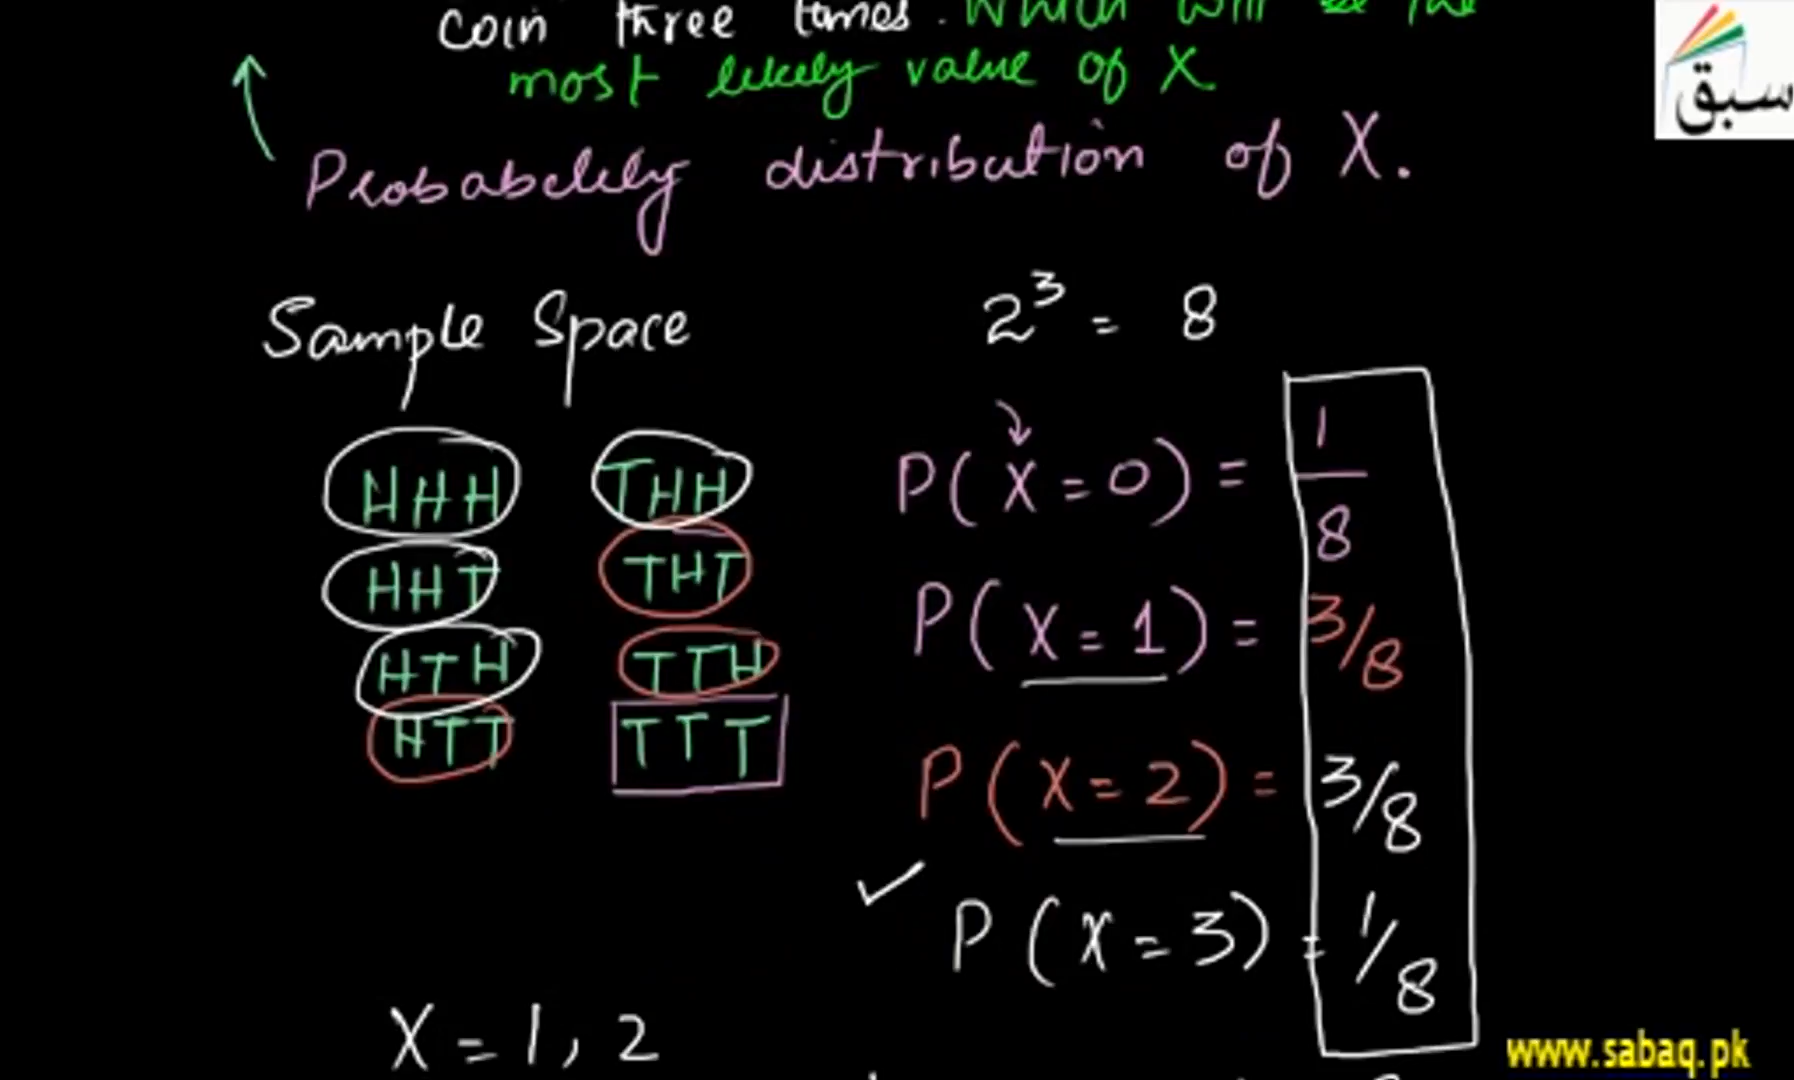 coin three times. Which will be the
most likely value of X
سبق
Probability distribution of X.
Sample Space
2³ = 8
HHH THH
HHT THT
HTH TTH
HTT TTT
P(X=0) = 1/8
P(X=1) = 3/8
P(X=2) = 3/8
✓ P(X=3) = 1/8
X = 1, 2
www.sabaq.pk